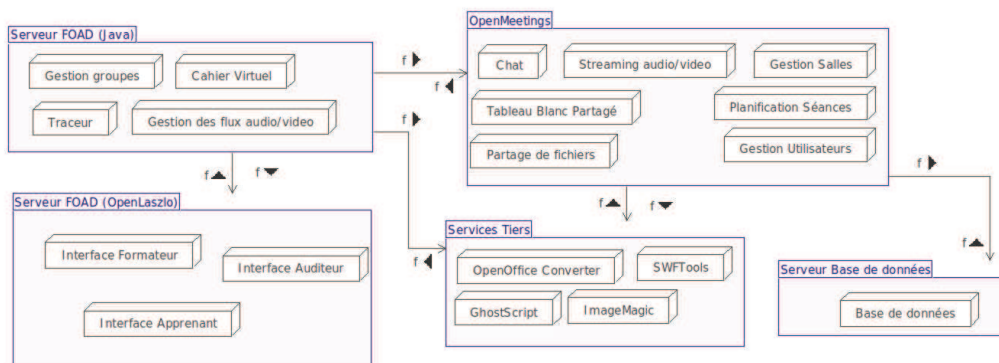 Serveur FOAD (Java)
Gestion groupes
Cahier Virtuel
Traceur
Gestion des flux audio/video
f
f
f
f
f
OpenMeetings
Chat
Streaming audio/video
Gestion Salles
Tableau Blanc Partagé
Planification Séances
Partage de fichiers
Gestion Utilisateurs
f
f
f
f
Serveur FOAD (OpenLaszlo)
Interface Formateur
Interface Auditeur
Interface Apprenant
f
Services Tiers
OpenOffice Converter
SWFTools
GhostScript
ImageMagic
Serveur Base de données
Base de données